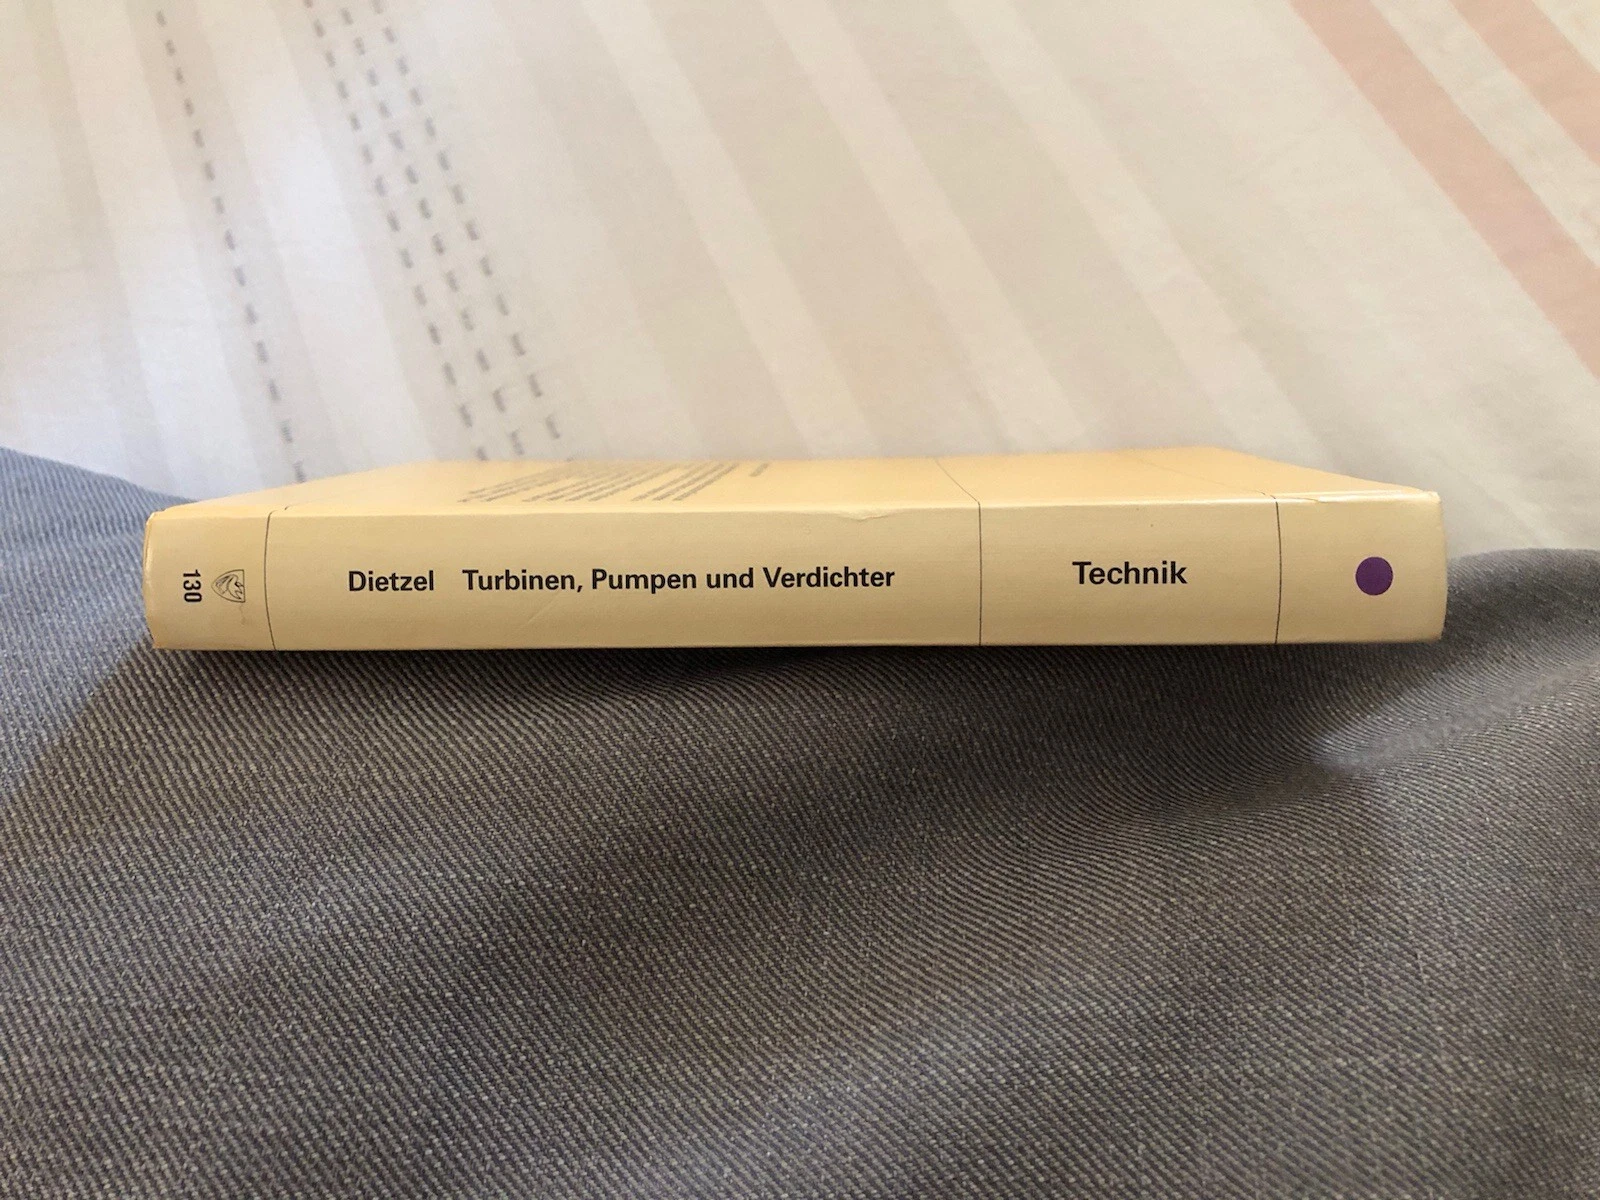 130
Dietzel Turbinen, Pumpen und Verdichter
Technik